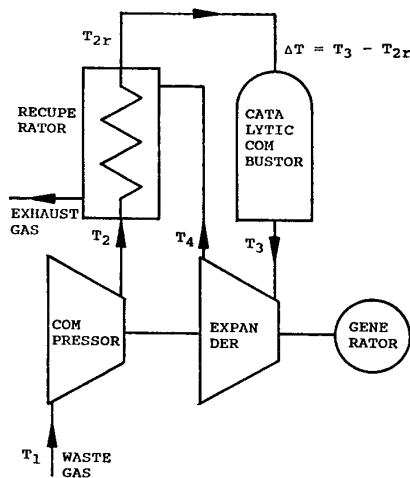 T2r
ΔT = T3 - T2r
RECUPE
RATOR
CATA
LYTIC
COM
BUSTOR
EXHAUST
GAS
T2
T4
T3
COM
PRESSOR
EXPAN
DER
GENE
RATOR
T1
WASTE
GAS